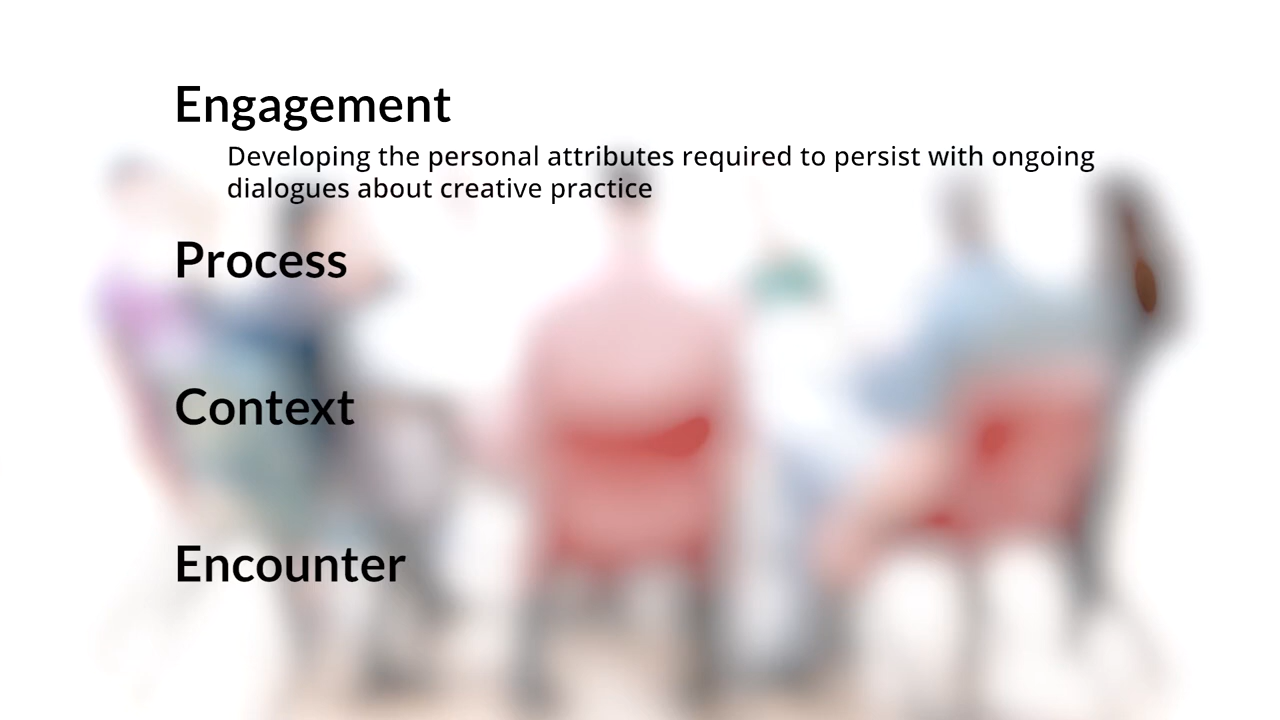 Engagement
Developing the personal attributes required to persist with ongoing
dialogues about creative practice
Process
Context
Encounter